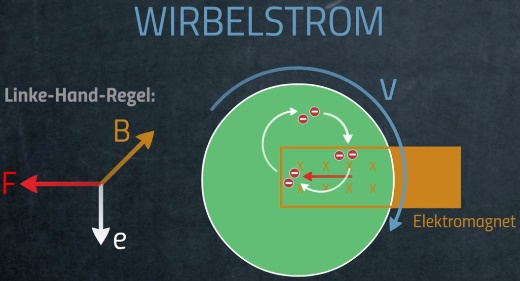 WIRBELSTROM
Linke-Hand-Regel:
B
F
e
V
x x x x
x x x x
Elektromagnet